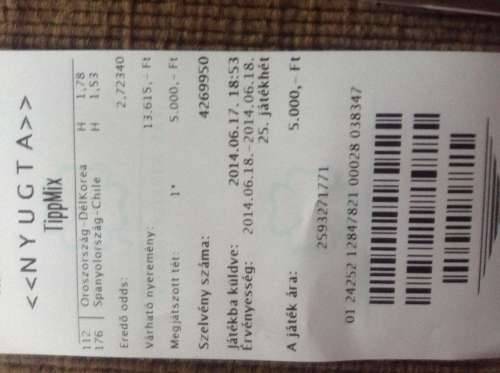 <<NYUGTA>>
TippMix
112 Oroszország-DélKorea H 1,78
176 Spanyolország-Chile H 1,53
Eredő odds: 2,72340
Várható nyeremény: 13.615,- Ft
Megjátszott tét: 1* 5.000,- Ft
Szelvény száma: 4269950
Játékba küldve: 2014.06.17. 18:53
Érvényesség: 2014.06.18.-2014.06.18.
25. játékhét
A játék ára: 5.000,- Ft
2593271771
01 24252 12847821 00028 038347